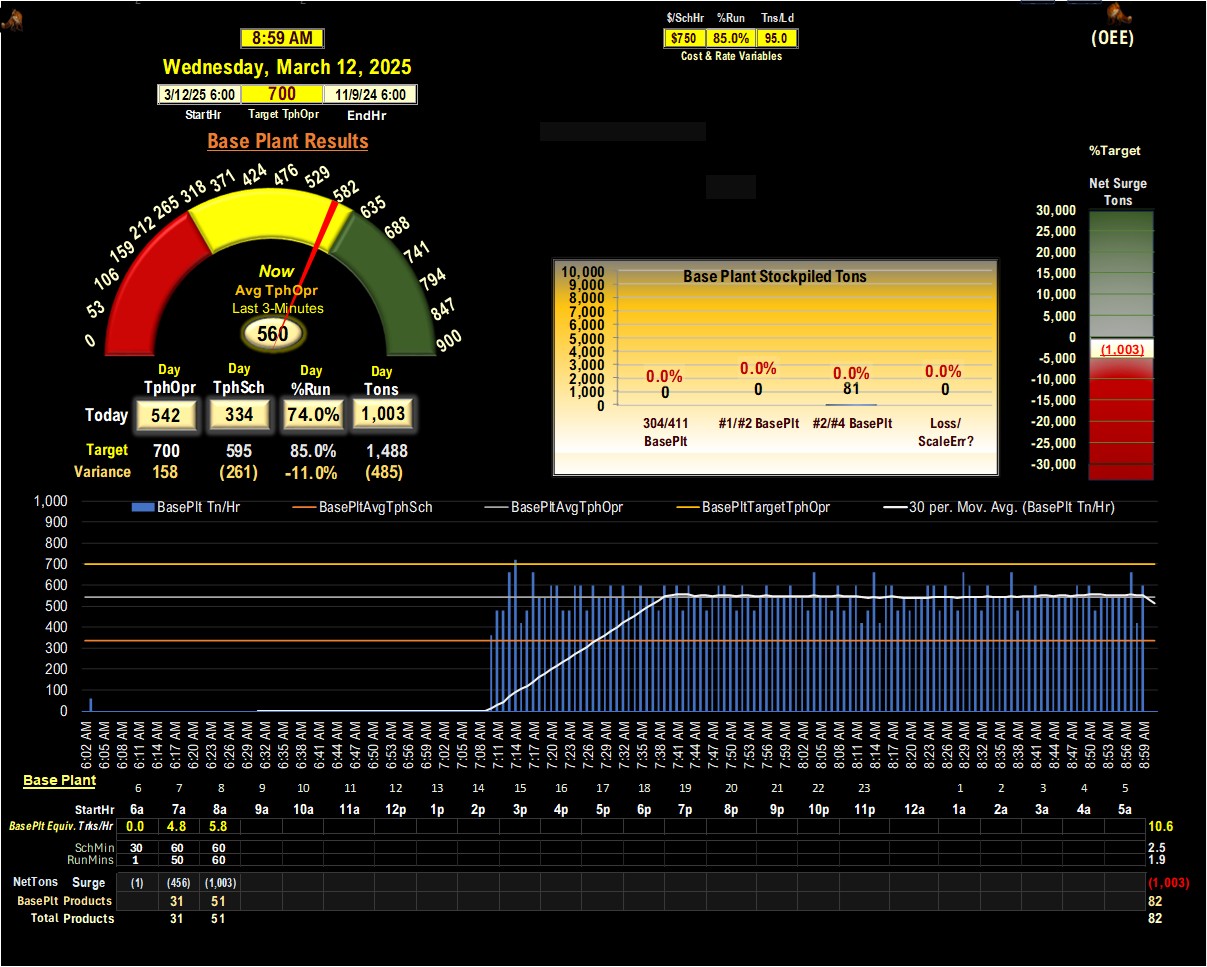 $/SchHr %Run Tns/Ld
8:59 AM
$750 85.0% 95.0
(OEE)
Cost & Rate Variables
Wednesday, March 12, 2025
3/12/25 6:00 700 11/9/24 6:00
StartHr Target TphOpr EndHr
Base Plant Results
%Target
Net Surge
Tons
0 53 106 159 212 265 318 371 424 476 529 582 635 688 741 794 847 900
Now
Avg TphOpr
Last 3-Minutes
560
Day Day Day Day
TphOpr TphSch %Run Tons
Today 542 334 74.0% 1,003
Target 700 595 85.0% 1,488
Variance 158 (261) -11.0% (485)
Base Plant Stockpiled Tons
10,000
9,000
8,000
7,000
6,000
5,000
4,000
3,000
2,000
1,000
0
0.0% 0.0% 0.0% 0.0%
0 0 81 0
304/411 #1/#2 BasePlt #2/#4 BasePlt Loss/
BasePlt ScaleErr?
30,000
25,000
20,000
15,000
10,000
5,000
0
(1,003)
-5,000
-10,000
-15,000
-20,000
-25,000
-30,000
BasePlt Tn/Hr BasePltAvgTphSch BasePltAvgTphOpr BasePltTargetTphOpr 30 per. Mov. Avg. (BasePlt Tn/Hr)
1,000
900
800
700
600
500
400
300
200
100
0
6:02 AM 6:05 AM 6:08 AM 6:11 AM 6:17 AM 6:23 AM 6:26 AM 6:29 AM 6:32 AM 6:35 AM 6:38 AM 6:41 AM 6:44 AM 6:47 AM 6:50 AM 6:53 AM 6:56 AM 6:59 AM 7:02 AM 7:05 AM 7:08 AM 7:11 AM 7:14 AM 7:17 AM 7:20 AM 7:23 AM 7:26 AM 7:29 AM 7:32 AM 7:35 AM 7:38 AM 7:41 AM 7:44 AM 7:47 AM 7:50 AM 7:53 AM 7:56 AM 7:59 AM 8:02 AM 8:05 AM 8:08 AM 8:11 AM 8:14 AM 8:17 AM 8:20 AM 8:23 AM 8:26 AM 8:29 AM 8:32 AM 8:35 AM 8:38 AM 8:41 AM 8:44 AM 8:47 AM 8:50 AM 8:53 AM 8:56 AM 8:59 AM
Base Plant
6 7 8 9 10 11 12 13 14 15 16 17 18 19 20 21 22 23 1 2 3 4 5
StartHr 6a 7a 8a 9a 10a 11a 12p 1p 2p 3p 4p 5p 6p 7p 8p 9p 10p 11p 12a 1a 2a 3a 4a 5a
BasePlt Equiv. Trks/Hr 0.0 4.8 5.8 10.6
SchMin 30 60 60 2.5
RunMins 1 50 60 1.9
NetTons Surge (1) (456) (1,003) (1,003)
BasePlt Products 31 51 82
Total Products 31 51 82